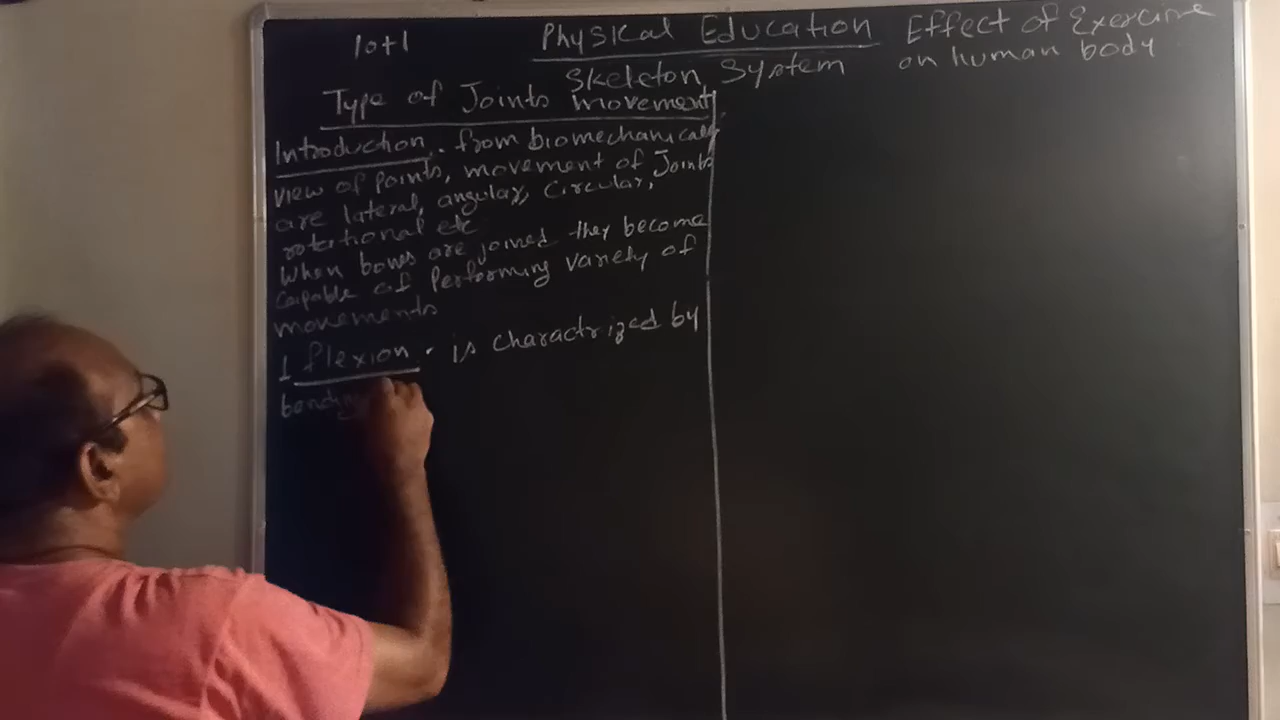 10+1
Physical Education
Effect of Exercise
on human body
Skeleton System
Type of Joints movement
Introduction.. from biomechanically
view of points, movement of Joints
are lateral, angular, Circular,
rotational etc
When bones are joined they become
capable of performing variety of
movements
1 flexion. is charactrized by
bending